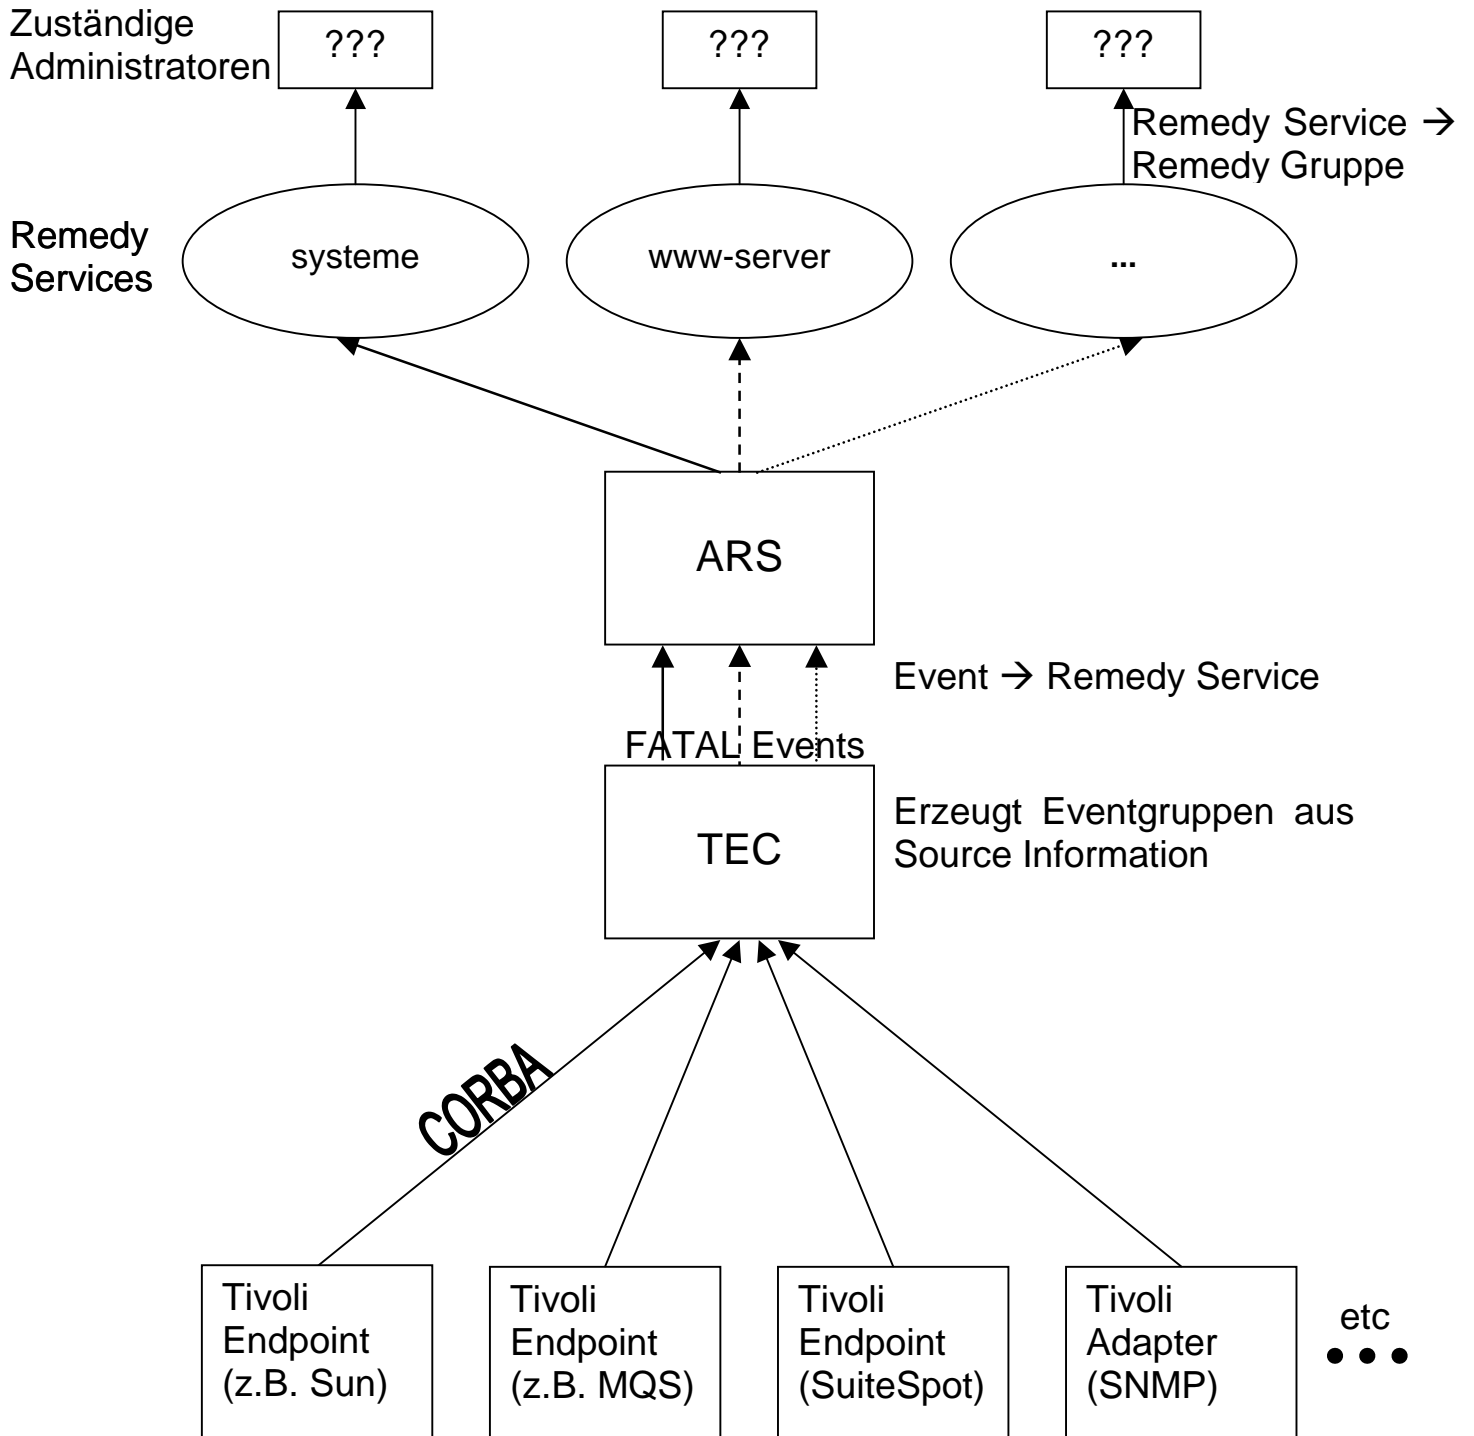 Zuständige
Administratoren
???
???
???
Remedy Service →
Remedy Gruppe
Remedy
Services
systeme
www-server
...
ARS
Event → Remedy Service
FATAL Events
TEC
Erzeugt Eventgruppen aus
Source Information
CORBA
Tivoli
Endpoint
(z.B. Sun)
Tivoli
Endpoint
(z.B. MQS)
Tivoli
Endpoint
(SuiteSpot)
Tivoli
Adapter
(SNMP)
etc
● ● ●